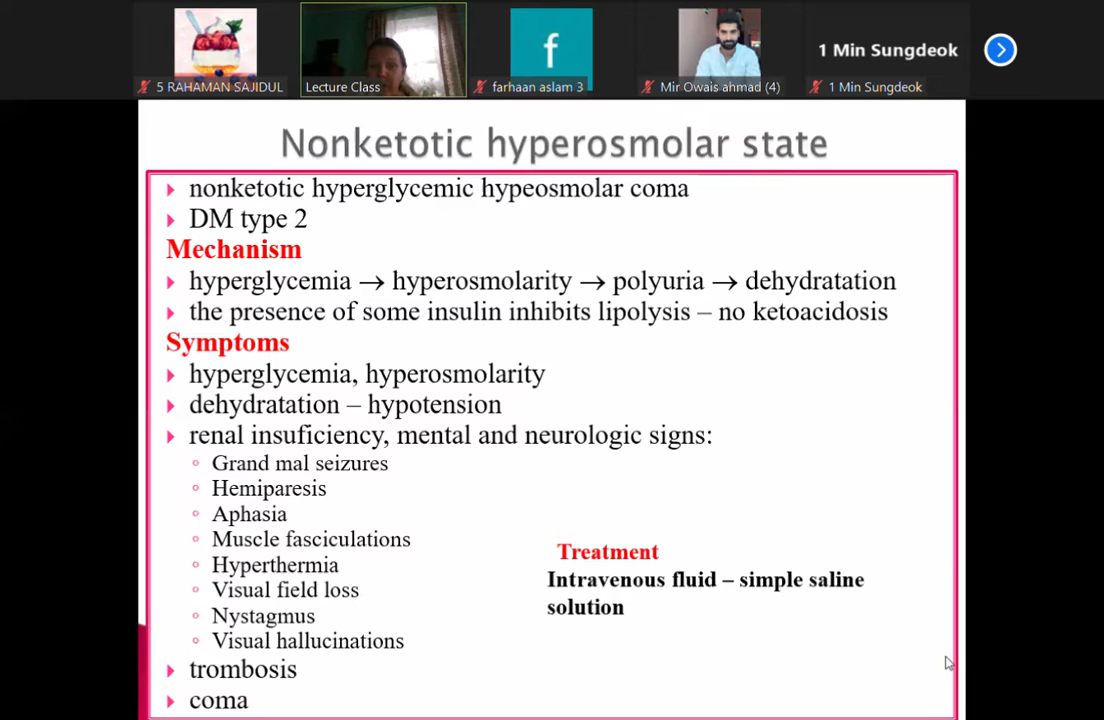 f
1 Min Sungdeok
5 RAHAMAN SAJIDUL
Lecture Class
farhaan aslam 3
Mir Owais ahmad (4)
1 Min Sungdeok
Nonketotic hyperosmolar state
nonketotic hyperglycemic hypeosmolar coma
DM type 2
Mechanism
hyperglycemia → hyperosmolarity → polyuria → dehydratation
the presence of some insulin inhibits lipolysis – no ketoacidosis
Symptoms
hyperglycemia, hyperosmolarity
dehydratation – hypotension
renal insuficiency, mental and neurologic signs:
Grand mal seizures
Hemiparesis
Aphasia
Muscle fasciculations
Hyperthermia
Visual field loss
Nystagmus
Visual hallucinations
trombosis
coma
Treatment
Intravenous fluid – simple saline
solution